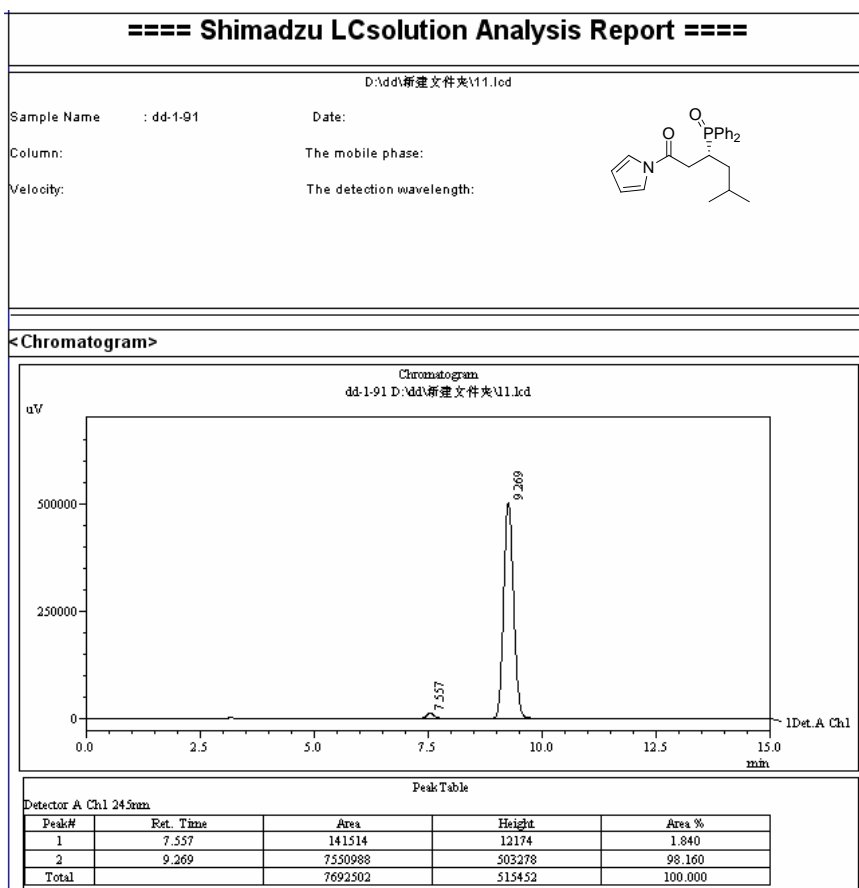 ==== Shimadzu LCsolution Analysis Report ====
D:\dd\新建文件夹\11.lcd
Sample Name : dd-1-91 Date:
Column: The mobile phase:
Velocity: The detection wavelength:
O
O PPh2
N
<Chromatogram>
Chromatogram
dd-1-91 D:\dd\新建文件夹\11.lcd
uV
500000
250000
0
7.557
9.269
1Det.A Ch1
0.0 2.5 5.0 7.5 10.0 12.5 15.0
min
PeakTable
Detector A Ch1 245nm
Peak# Ret. Time Area Height Area %
1 7.557 141514 12174 1.840
2 9.269 7550988 503278 98.160
Total 7692502 515452 100.000